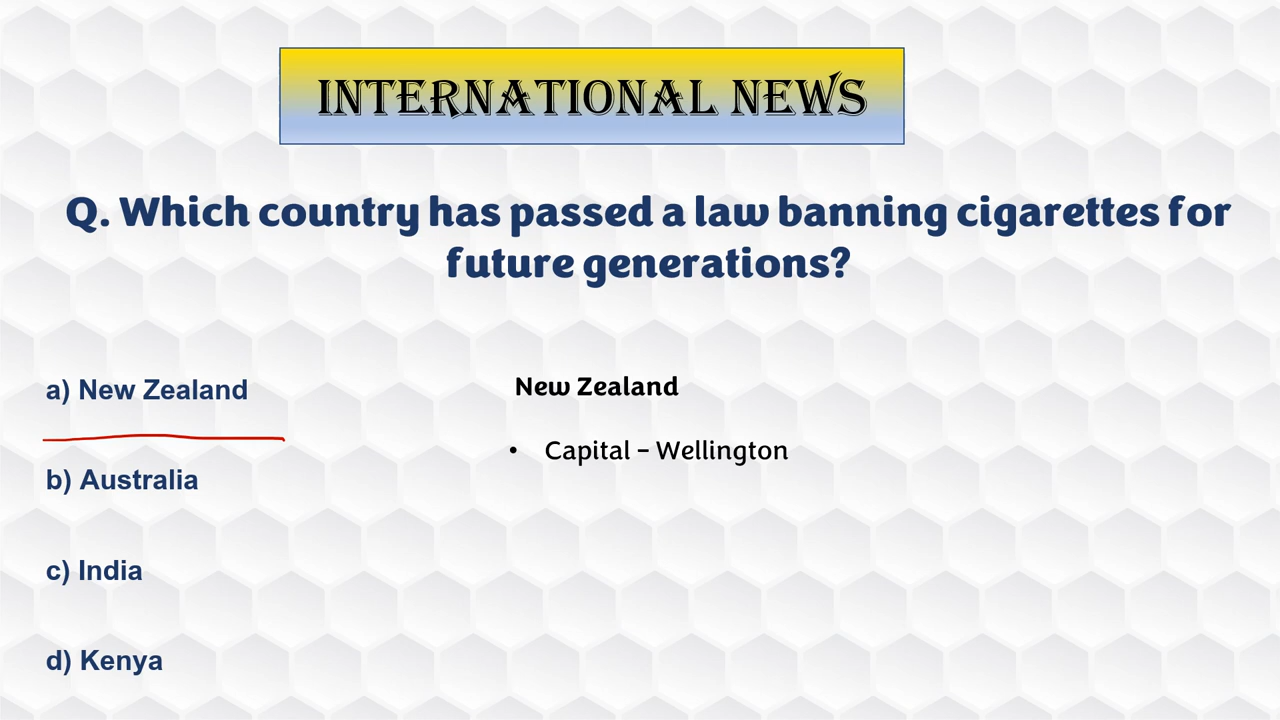 INTERNATIONAL NEWS
Q. Which country has passed a law banning cigarettes for
future generations?
a) New Zealand
b) Australia
c) India
d) Kenya
New Zealand
• Capital – Wellington